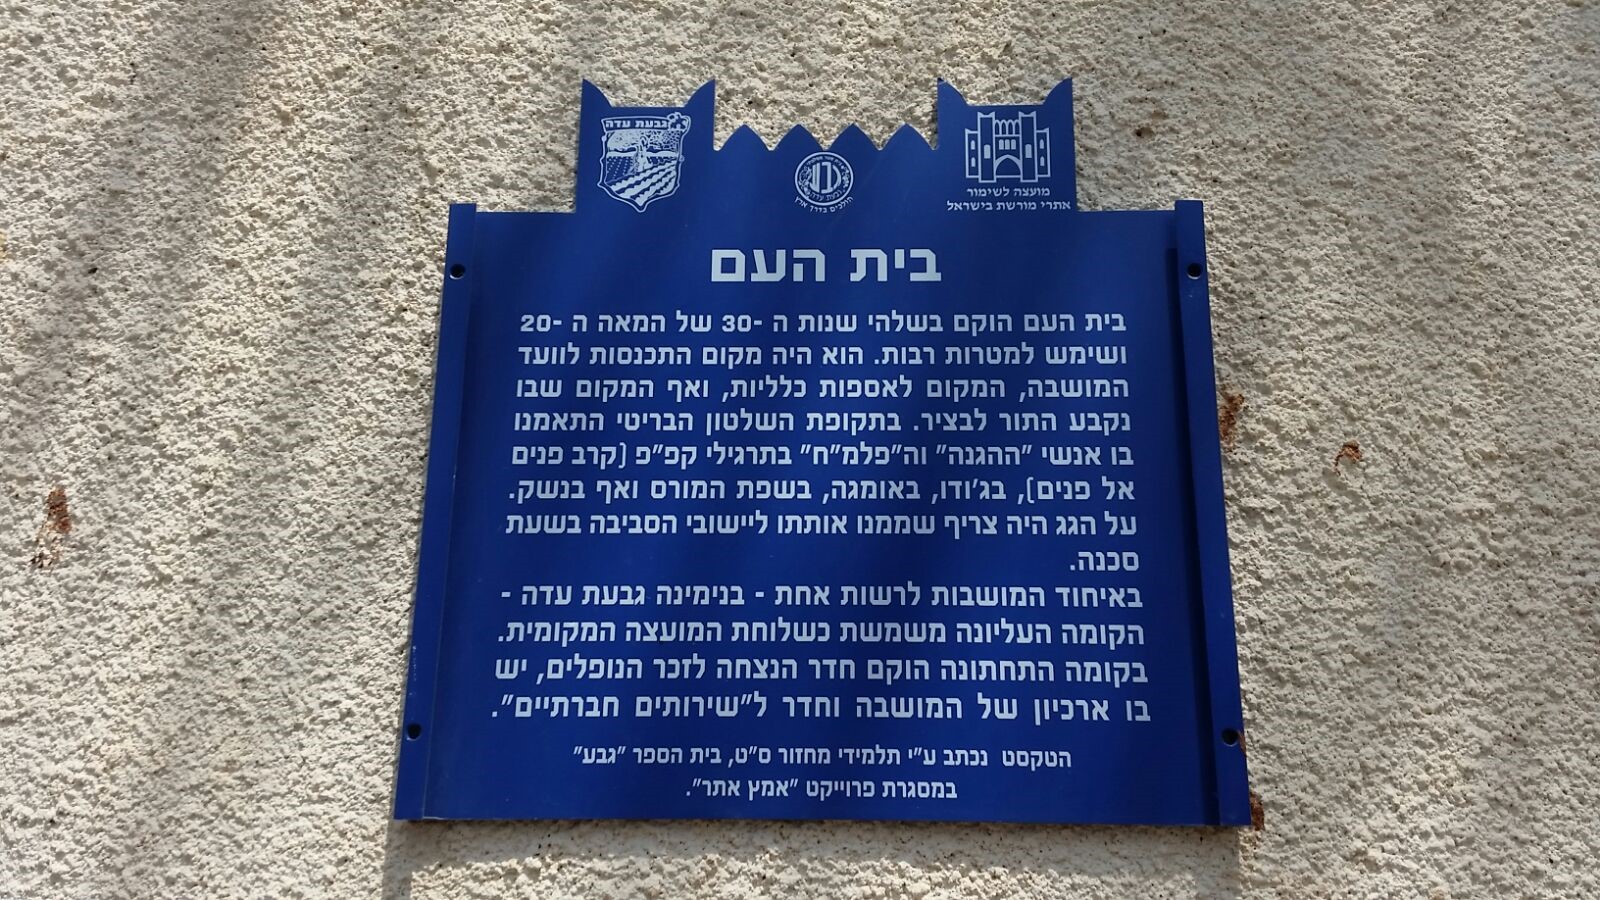 גבעת עדה
מועצה לשימור
אתרי מורשת בישראל
גבעת עדה
הולכים בדרך ארץ
בית העם
בית העם הוקם בשלהי שנות ה -30 של המאה ה -20
ושימש למטרות רבות. הוא היה מקום התכנסות לוועד
המושבה, המקום לאספות כלליות, ואף המקום שבו
נקבע התור לבציר. בתקופת השלטון הבריטי התאמנו
בו אנשי "ההגנה" וה"פלמ"ח" בתרגילי קפ"פ (קרב פנים
אל פנים), בג'ודו, באומגה, בשפת המורס ואף בנשק.
על הגג היה צריף שממנו אותתו ליישובי הסביבה בשעת
סכנה.
באיחוד המושבות לרשות אחת - בנימינה גבעת עדה -
הקומה העליונה משמשת כשלוחת המועצה המקומית.
בקומה התחתונה הוקם חדר הנצחה לזכר הנופלים, יש
בו ארכיון של המושבה וחדר ל"שירותים חברתיים".
הטקסט נכתב ע"י תלמידי מחזור ס"ט, בית הספר "גבע"
במסגרת פרוייקט "אמץ אתר".